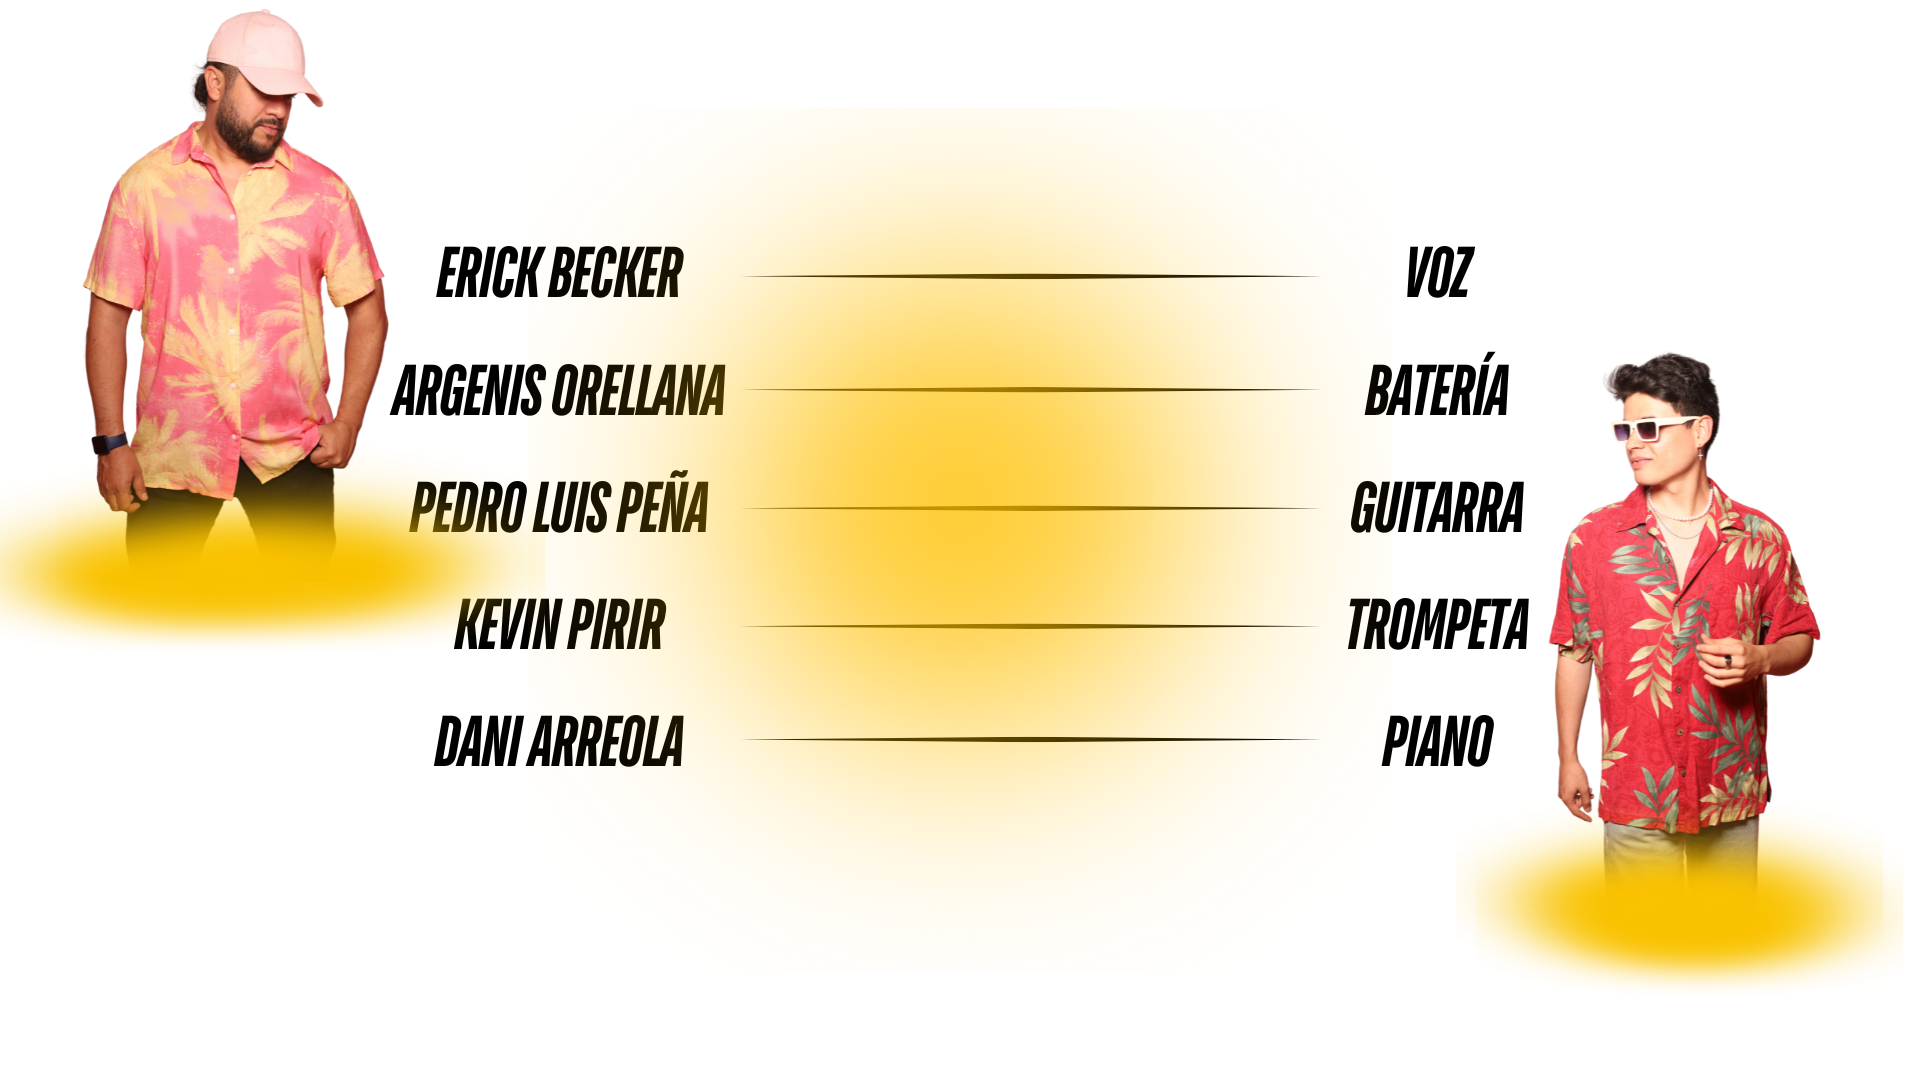 ERICK BECKER VOZ
ARGENIS ORELLANA BATERÍA
PEDRO LUIS PEÑA GUITARRA
KEVIN PIRIR TROMPETA
DANI ARREOLA PIANO